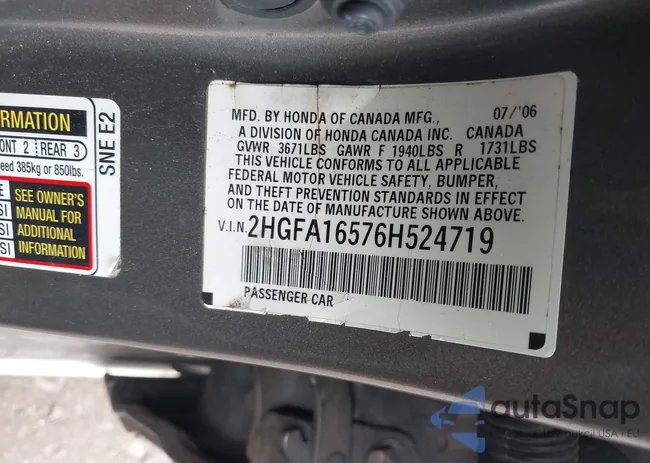 ORMATION
ONT 2 REAR 3
eed 385kg or 850lbs.
SEE OWNER'S
MANUAL FOR
ADDITIONAL
INFORMATION
SNE E2
MFD. BY HONDA OF CANADA MFG., 07/'06
A DIVISION OF HONDA CANADA INC. CANADA
GVWR 3671LBS GAWR F 1940LBS R 1731LBS
THIS VEHICLE CONFORMS TO ALL APPLICABLE
FEDERAL MOTOR VEHICLE SAFETY, BUMPER,
AND THEFT PREVENTION STANDARDS IN EFFECT
ON THE DATE OF MANUFACTURE SHOWN ABOVE.
V.I.N. 2HGFA16576H524719
PASSENGER CAR
autoSnap